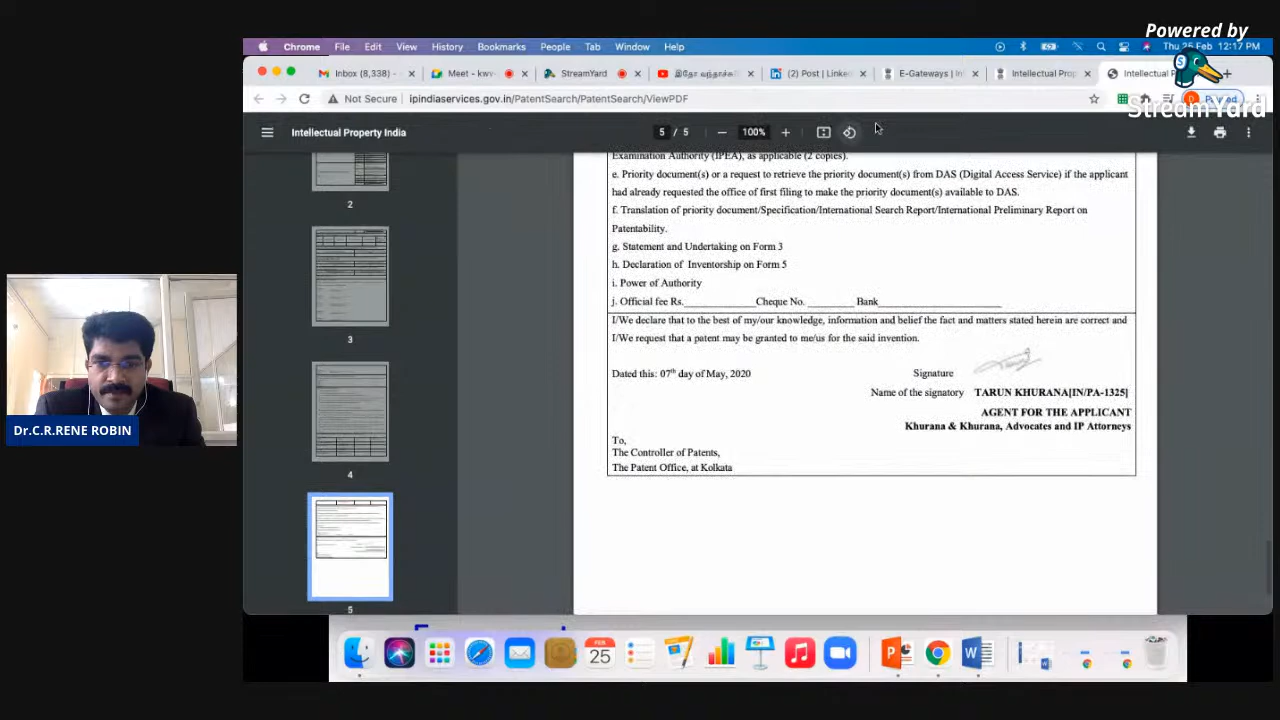 Powered by
StreamYard
Chrome File Edit View History Bookmarks People Tab Window Help
Thu 25 Feb 12:17 PM
Inbox (8,338) -
Meet - kwv
StreamYard
இதோ வந்தாச்ச
(2) Post | Linke
E-Gateways | In
Intellectual Prop
Intellectual P
Not Secure | ipindiaservices.gov.in/PatentSearch/PatentSearch/ViewPDF
Paused
Intellectual Property India
5 / 5
100%
2
3
4
5
Examination Authority (IPEA), as applicable (2 copies).
e. Priority document(s) or a request to retrieve the priority document(s) from DAS (Digital Access Service) if the applicant
had already requested the office of first filing to make the priority document(s) available to DAS.
f. Translation of priority document/Specification/International Search Report/International Preliminary Report on
Patentability.
g. Statement and Undertaking on Form 3
h. Declaration of Inventorship on Form 5
i. Power of Authority
j. Official fee Rs.____________Cheque No. ________ Bank____________________
I/We declare that to the best of my/our knowledge, information and belief the fact and matters stated herein are correct and
I/We request that a patent may be granted to me/us for the said invention.
Dated this: 07th day of May, 2020
Signature
Name of the signatory TARUN KHURANA[IN/PA-1325]
AGENT FOR THE APPLICANT
Khurana & Khurana, Advocates and IP Attorneys
To,
The Controller of Patents,
The Patent Office, at Kolkata
Dr.C.R.RENE ROBIN
FEB
25